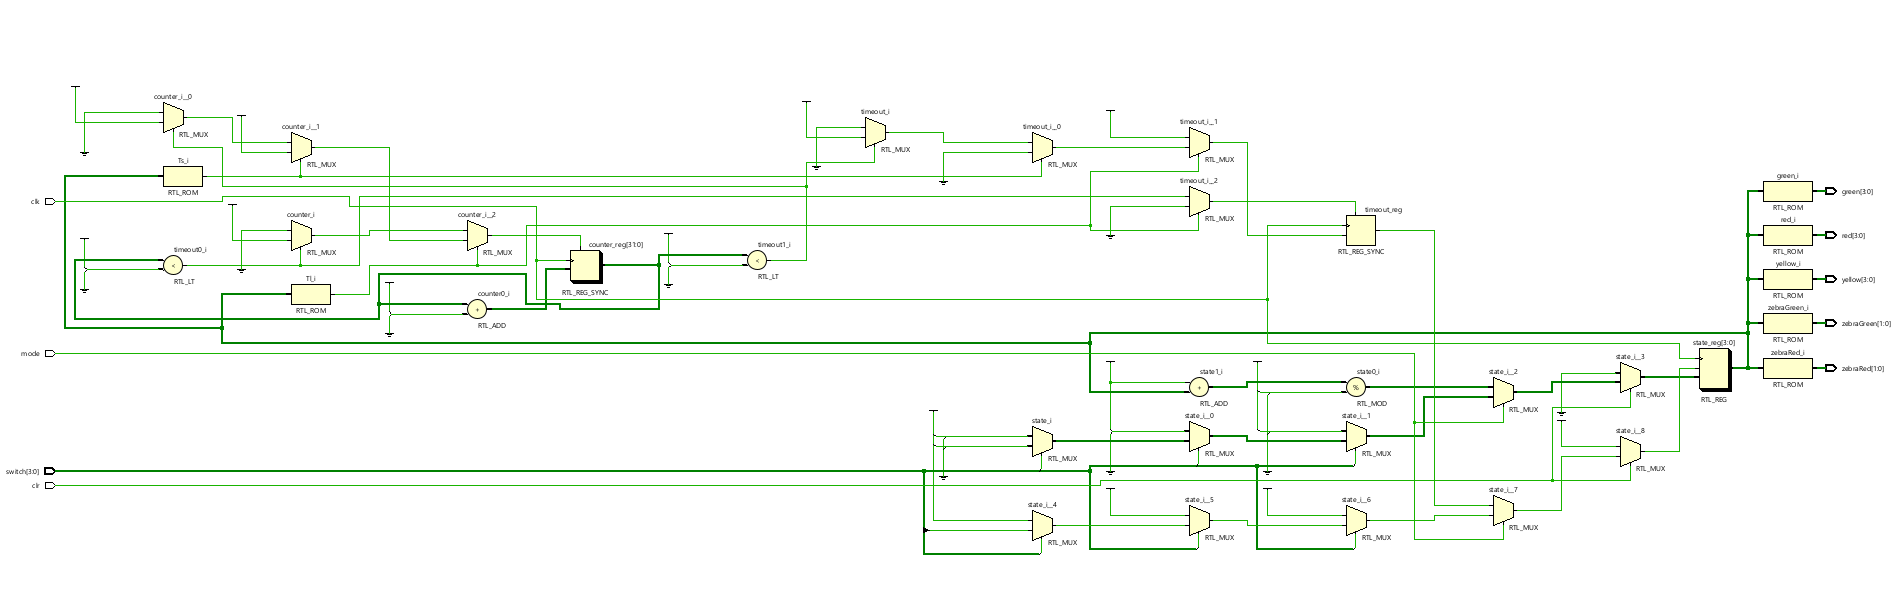 counter_i__0
RTL_MUX
counter_i__1
RTL_MUX
timeout_i
RTL_MUX
timeout_i__0
RTL_MUX
timeout_i__1
RTL_MUX
Ts_i
RTL_ROM
timeout_i__2
RTL_MUX
green_i
RTL_ROM
green[3:0]
clk
counter_i
RTL_MUX
counter_i__2
RTL_MUX
timeout_reg
RTL_REG_SYNC
red_i
RTL_ROM
red[3:0]
timeout0_i
RTL_LT
counter_reg[31:0]
RTL_REG_SYNC
timeout1_i
RTL_LT
yellow_i
RTL_ROM
yellow[3:0]
Tl_i
RTL_ROM
counter0_i
RTL_ADD
zebraGreen_i
RTL_ROM
zebraGreen[1:0]
mode
state_reg[3:0]
RTL_REG
zebraRed_i
RTL_ROM
zebraRed[1:0]
state1_i
RTL_ADD
state0_i
RTL_MOD
state_i__2
RTL_MUX
state_i__3
RTL_MUX
state_i
RTL_MUX
state_i__0
RTL_MUX
state_i__1
RTL_MUX
state_i__8
RTL_MUX
switch[3:0]
clr
state_i__4
RTL_MUX
state_i__5
RTL_MUX
state_i__6
RTL_MUX
state_i__7
RTL_MUX